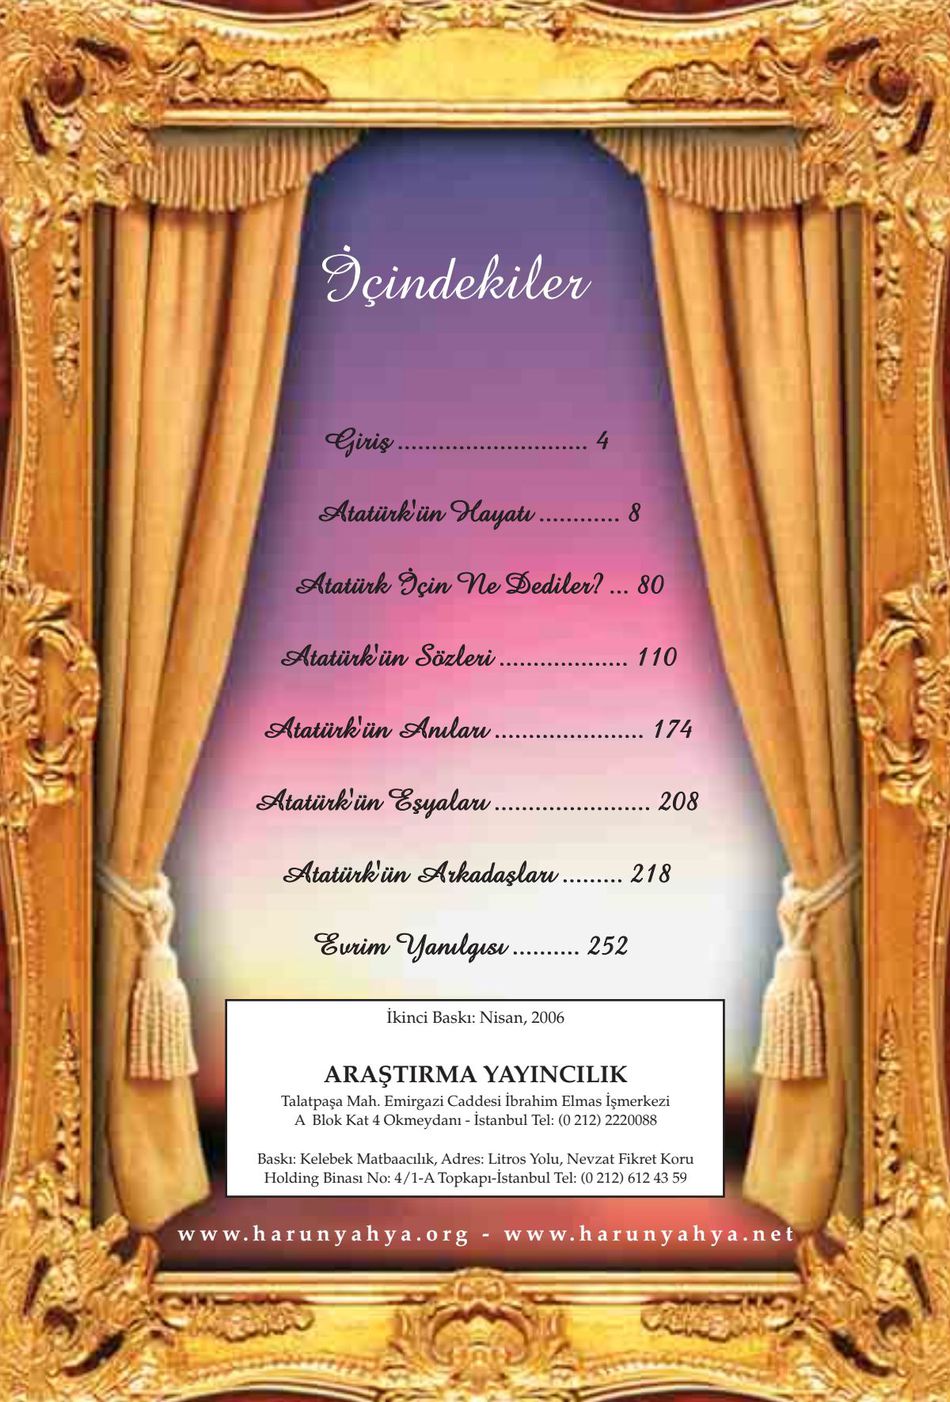 İçindekiler
Giriş ............................ 4
Atatürk'ün Hayatı ............ 8
Atatürk İçin Ne Dediler? ... 80
Atatürk'ün Sözleri ................... 110
Atatürk'ün Anıları ...................... 174
Atatürk'ün Eşyaları ....................... 208
Atatürk'ün Arkadaşları ......... 218
Evrim Yanılgısı .......... 252
İkinci Baskı: Nisan, 2006
ARAŞTIRMA YAYINCILIK
Talatpaşa Mah. Emirgazi Caddesi İbrahim Elmas İşmerkezi
A Blok Kat 4 Okmeydanı - İstanbul Tel: (0 212) 2220088
Baskı: Kelebek Matbaacılık, Adres: Litros Yolu, Nevzat Fikret Koru
Holding Binası No: 4/1-A Topkapı-İstanbul Tel: (0 212) 612 43 59
www.harunyahya.org - www.harunyahya.net